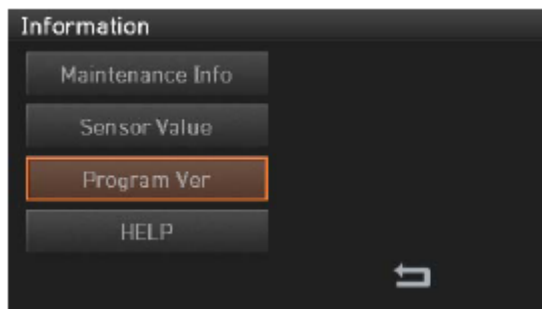 Information
Maintenance Info
Sensor Value
Program Ver
HELP